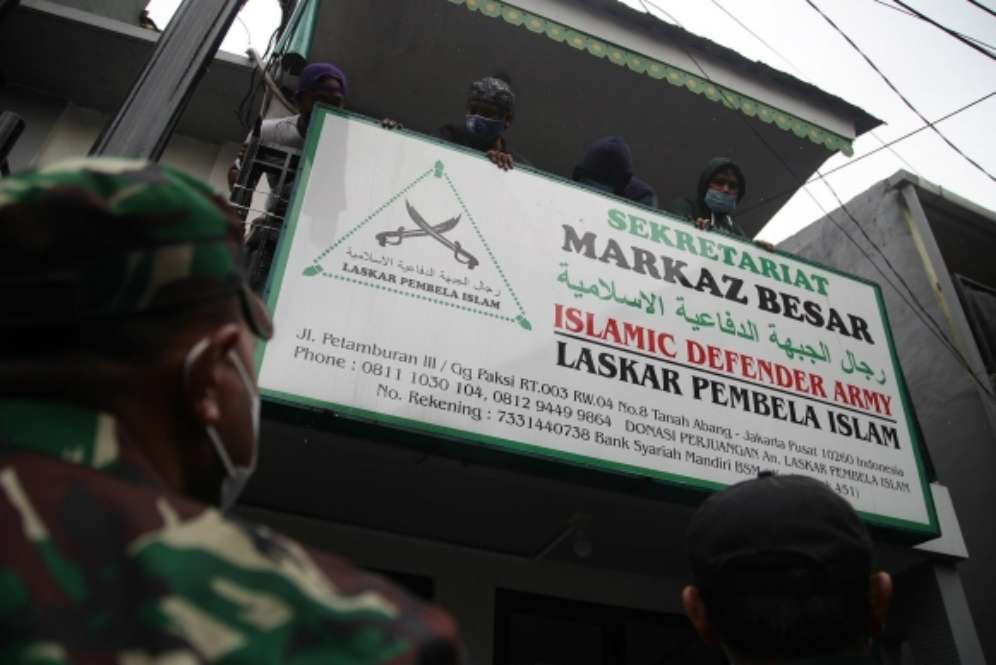 رجال الجبهة الدفاعية الاسلامية
LASKAR PEMBELA ISLAM
SEKRETARIAT
MARKAZ BESAR
رجال الجبهة الدفاعية الاسلامية
ISLAMIC DEFENDER ARMY
LASKAR PEMBELA ISLAM
Jl. Petamburan III / Gg Paksi RT.003 RW.04 No.8 Tanah Abang - Jakarta Pusat 10260 Indonesia
Phone : 0811 1030 104, 0812 9449 9864 DONASI PERJUANGAN An. LASKAR PEMBELA ISLAM
No. Rekening : 7331440738 Bank Syariah Mandiri BSM 451)